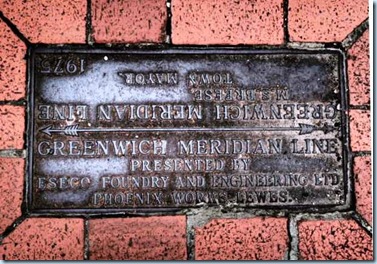 GREENWICH MERIDIAN LINE
PRESENTED BY
ESECO FOUNDRY AND ENGINEERING LTD
PHOENIX WORKS LEWES.
GREENWICH MERIDIAN LINE
TOWN MAYOR.
1975